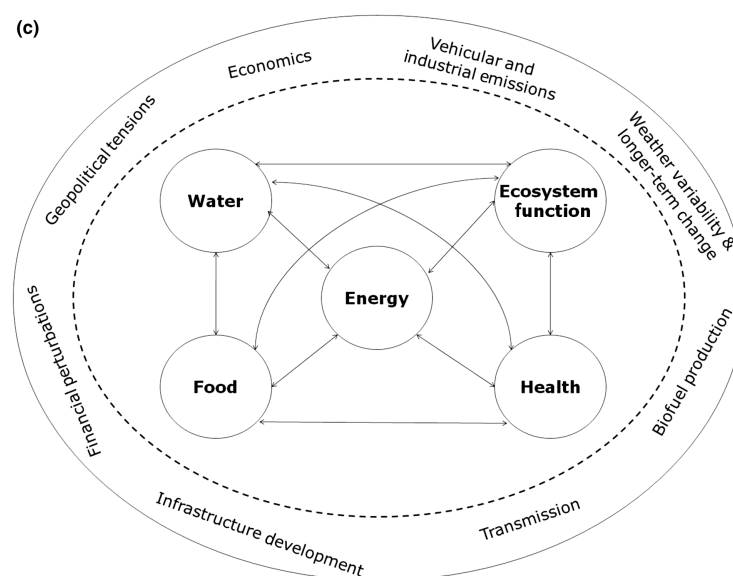 (c)
Economics
Vehicular and
industrial emissions
Geopolitical tensions
Weather variability &
longer-term change
Water
Ecosystem
function
Energy
Food
Health
Financial perturbations
Biofuel production
Infrastructure development
Transmission